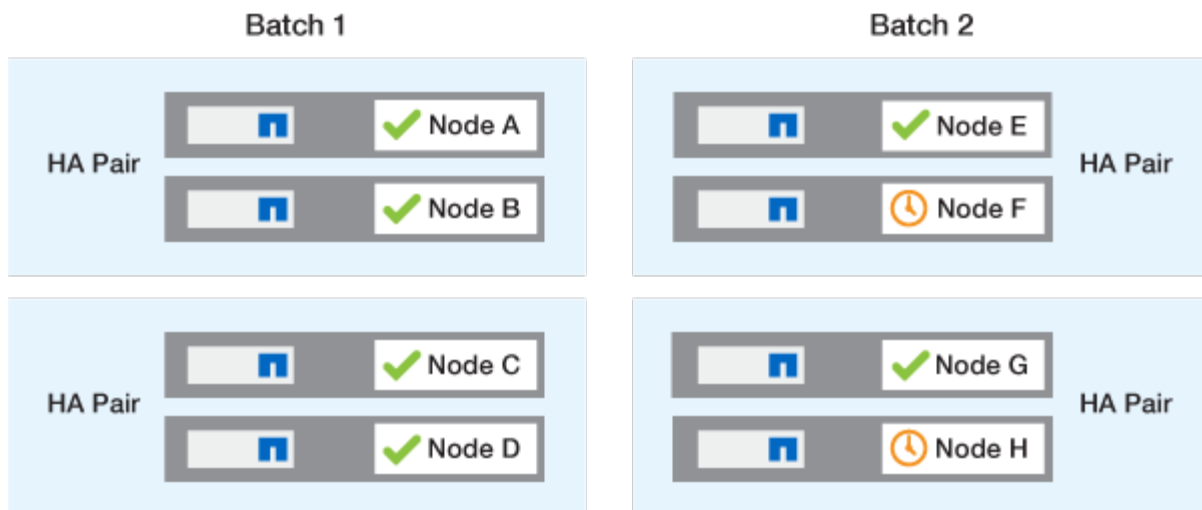 Batch 1
Batch 2
HA Pair
Node A
Node B
Node E
Node F
HA Pair
HA Pair
Node C
Node D
Node G
Node H
HA Pair